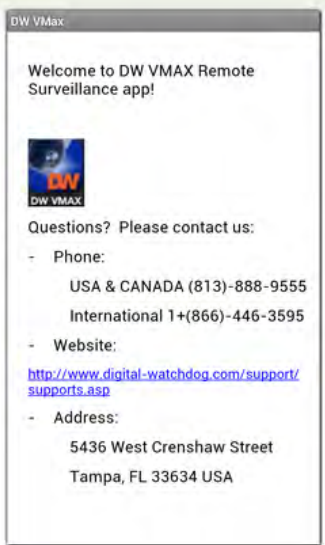 DW VMax
Welcome to DW VMAX Remote
Surveillance app!
DW
DW VMAX
Questions? Please contact us:
- Phone:
USA & CANADA (813)-888-9555
International 1+(866)-446-3595
- Website:
http://www.digital-watchdog.com/support/
supports.asp
- Address:
5436 West Crenshaw Street
Tampa, FL 33634 USA